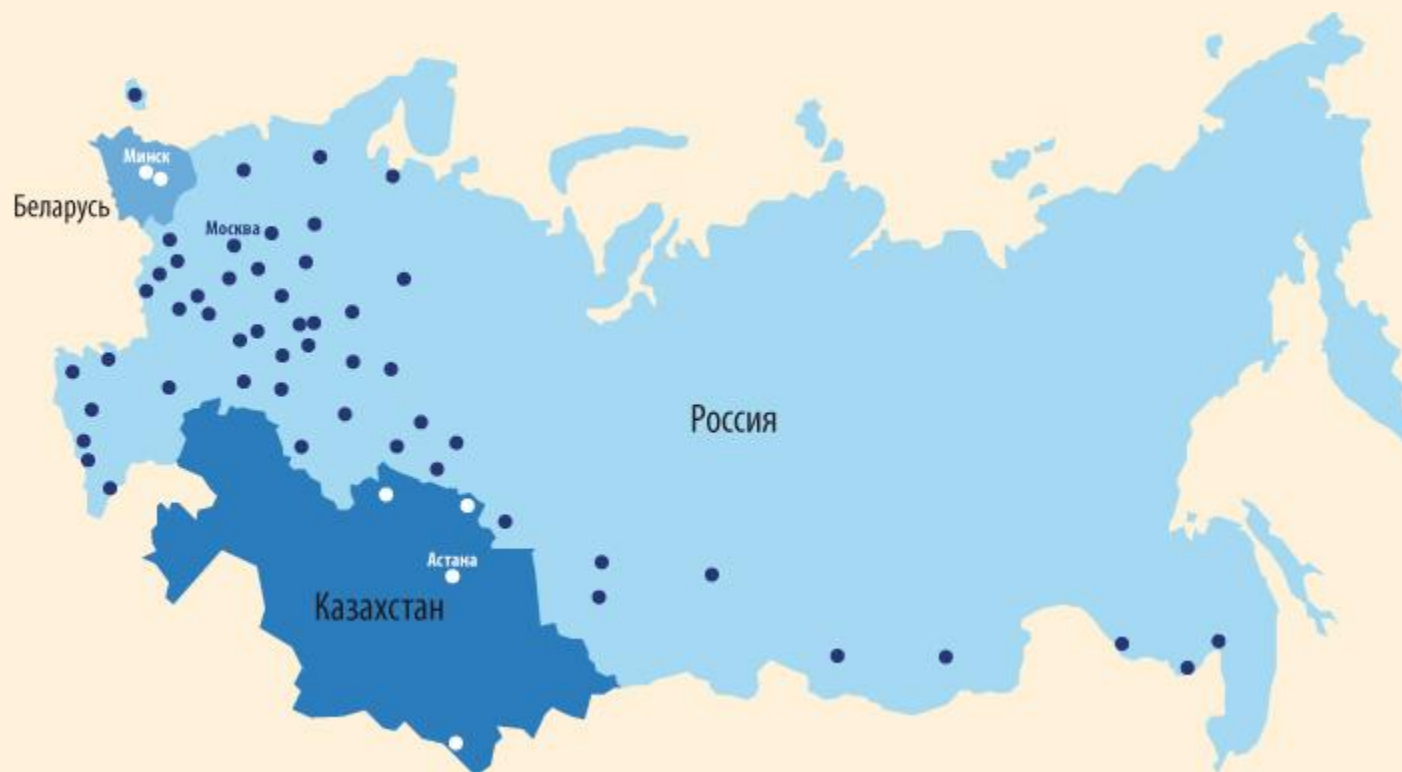 Минск
Беларусь
Москва
Россия
Астана
Казахстан